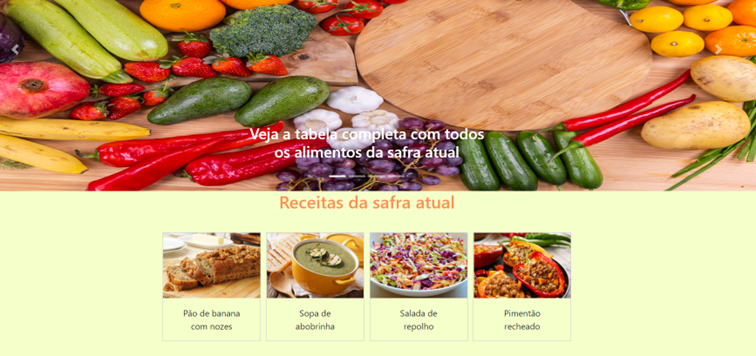 Veja a tabela completa com todos
os alimentos da safra atual
Receitas da safra atual
Pão de banana
com nozes
Sopa de
abobrinha
Salada de
repolho
Pimentão
recheado